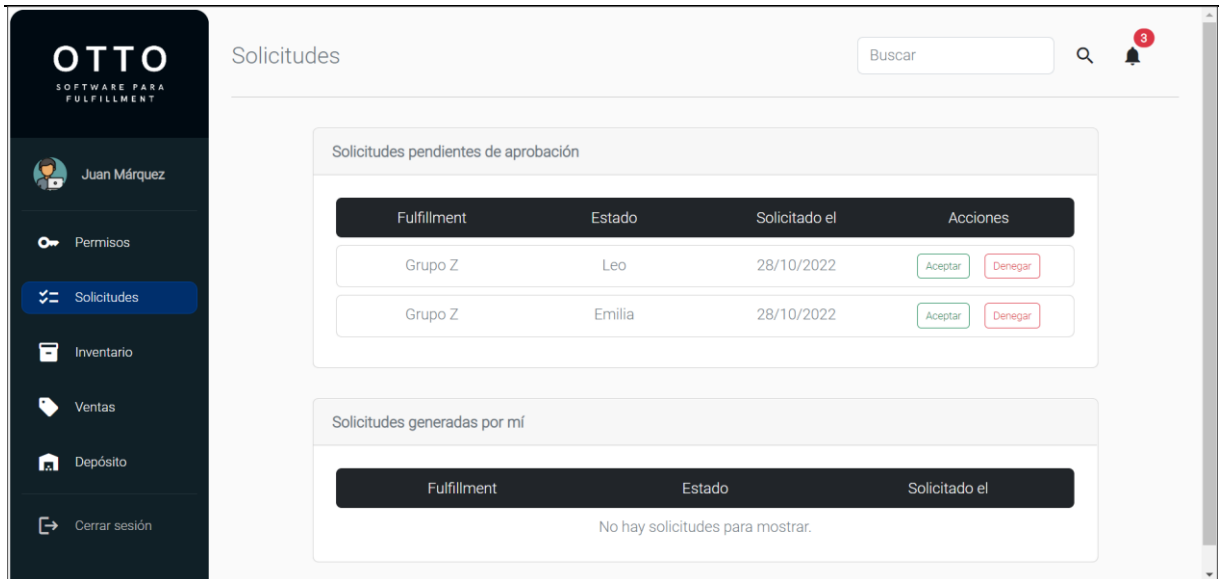 OTTO
SOFTWARE PARA
FULFILLMENT
Juan Márquez
Permisos
Solicitudes
Inventario
Ventas
Depósito
Cerrar sesión
Solicitudes
Buscar
3
Solicitudes pendientes de aprobación
Fulfillment Estado Solicitado el Acciones
Grupo Z Leo 28/10/2022 Aceptar Denegar
Grupo Z Emilia 28/10/2022 Aceptar Denegar
Solicitudes generadas por mí
Fulfillment Estado Solicitado el
No hay solicitudes para mostrar.